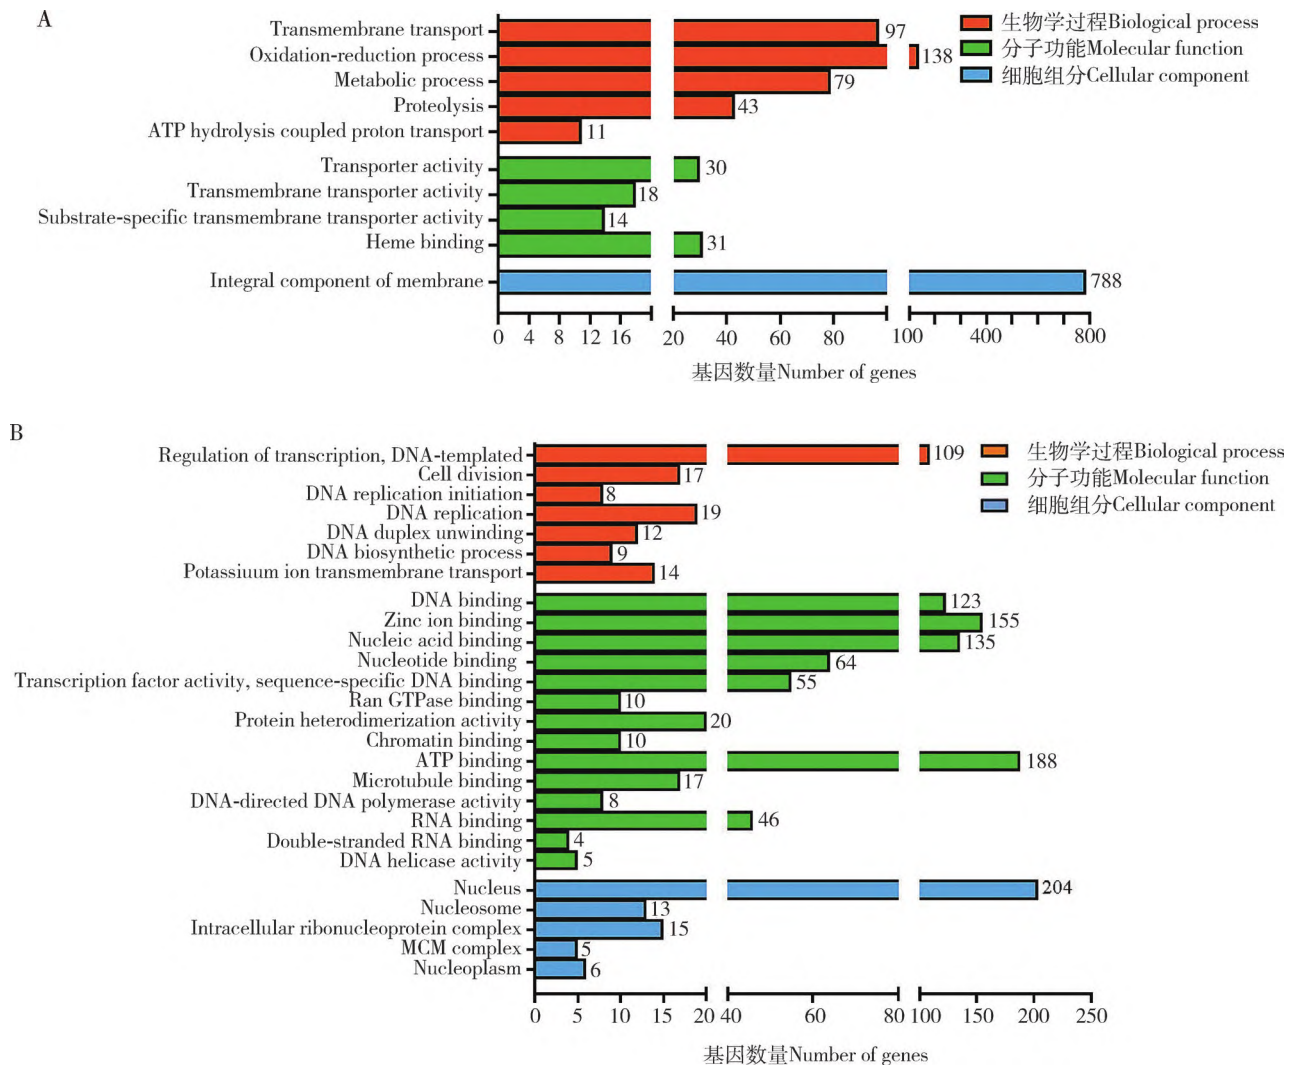 A
Transmembrane transport 97
Oxidation-reduction process 138
Metabolic process 79
Proteolysis 43
ATP hydrolysis coupled proton transport 11
Transporter activity 30
Transmembrane transporter activity 18
Substrate-specific transmembrane transporter activity 14
Heme binding 31
Integral component of membrane 788
生物学过程Biological process
分子功能Molecular function
细胞组分Cellular component
0 4 8 12 16 20 40 60 80 100 400 800
基因数量Number of genes
B
Regulation of transcription, DNA-templated 109
Cell division 17
DNA replication initiation 8
DNA replication 19
DNA duplex unwinding 12
DNA biosynthetic process 9
Potassiuum ion transmembrane transport 14
DNA binding 123
Zinc ion binding 155
Nucleic acid binding 135
Nucleotide binding 64
Transcription factor activity, sequence-specific DNA binding 55
Ran GTPase binding 10
Protein heterodimerization activity 20
Chromatin binding 10
ATP binding 188
Microtubule binding 17
DNA-directed DNA polymerase activity 8
RNA binding 46
Double-stranded RNA binding 4
DNA helicase activity 5
Nucleus 204
Nucleosome 13
Intracellular ribonucleoprotein complex 15
MCM complex 5
Nucleoplasm 6
生物学过程Biological process
分子功能Molecular function
细胞组分Cellular component
0 5 10 15 20 40 60 80 100 150 200 250
基因数量Number of genes